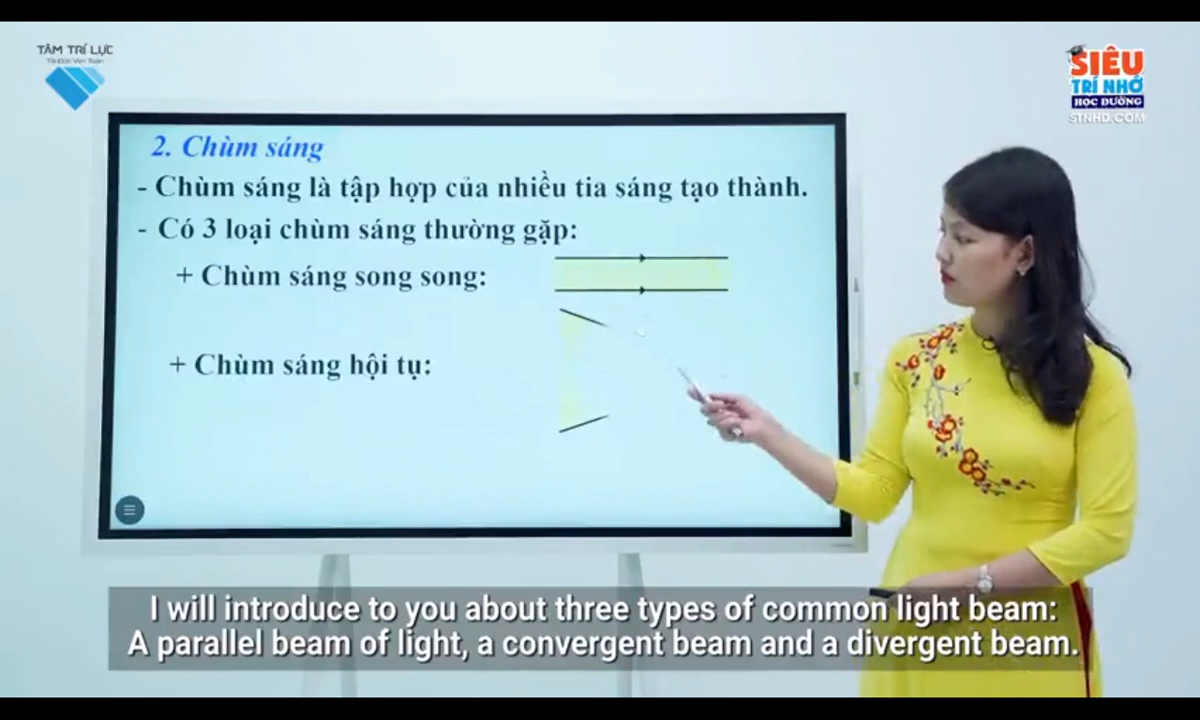 TÂM TRÍ LỰC
SIÊU
TRÍ NHỚ
HỌC ĐƯỜNG
STNHD.COM
2. Chùm sáng
- Chùm sáng là tập hợp của nhiều tia sáng tạo thành.
- Có 3 loại chùm sáng thường gặp:
+ Chùm sáng song song:
+ Chùm sáng hội tụ:
I will introduce to you about three types of common light beam:
A parallel beam of light, a convergent beam and a divergent beam.